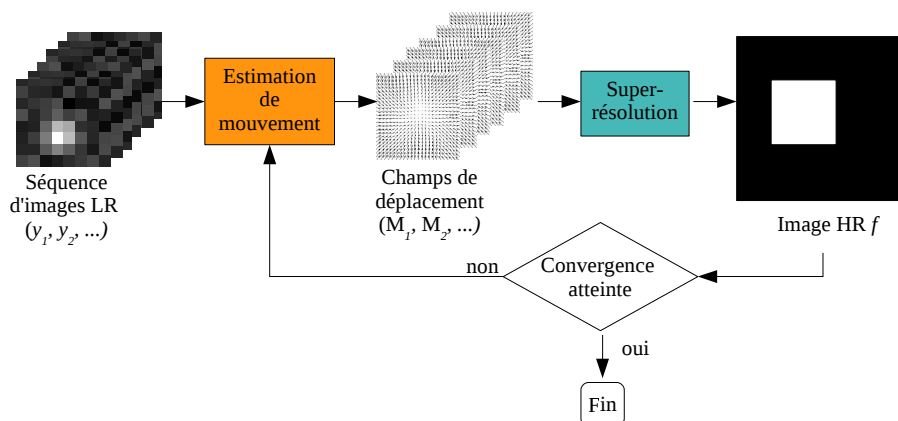 Estimation
de
mouvement
Super-
résolution
Séquence
d'images LR
(y1, y2, ...)
Champs de
déplacement
(M1, M2, ...)
Image HR f
non
Convergence
atteinte
oui
Fin